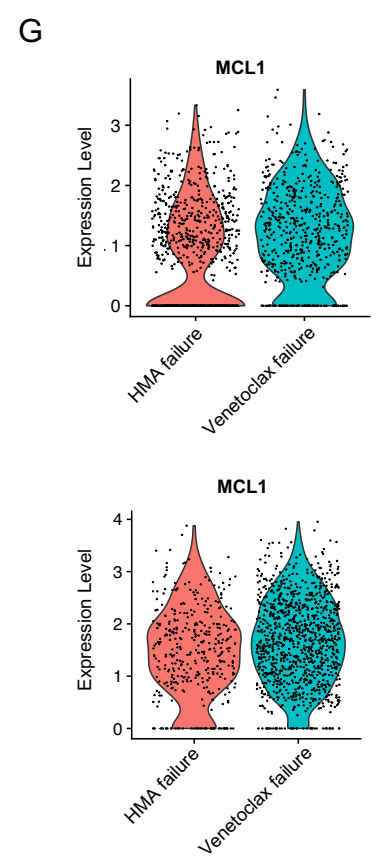 G
MCL1
Expression Level
3
2
1
0
HMA failure
Venetoclax failure
MCL1
Expression Level
4
3
2
1
0
HMA failure
Venetoclax failure